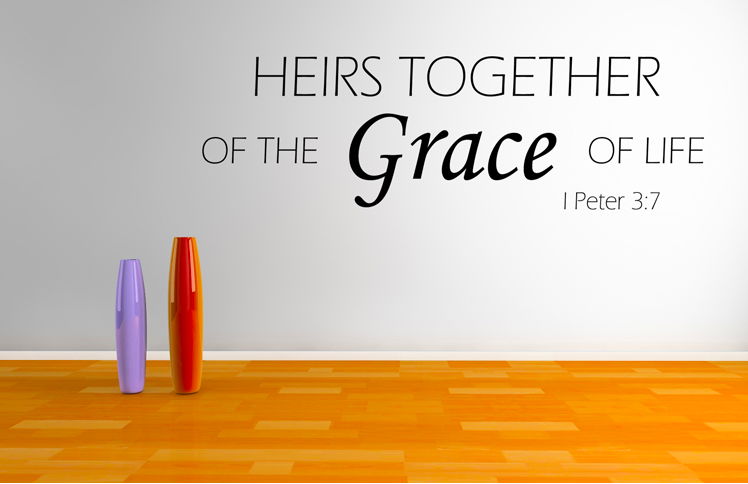 HEIRS TOGETHER
OF THE Grace OF LIFE
I Peter 3:7